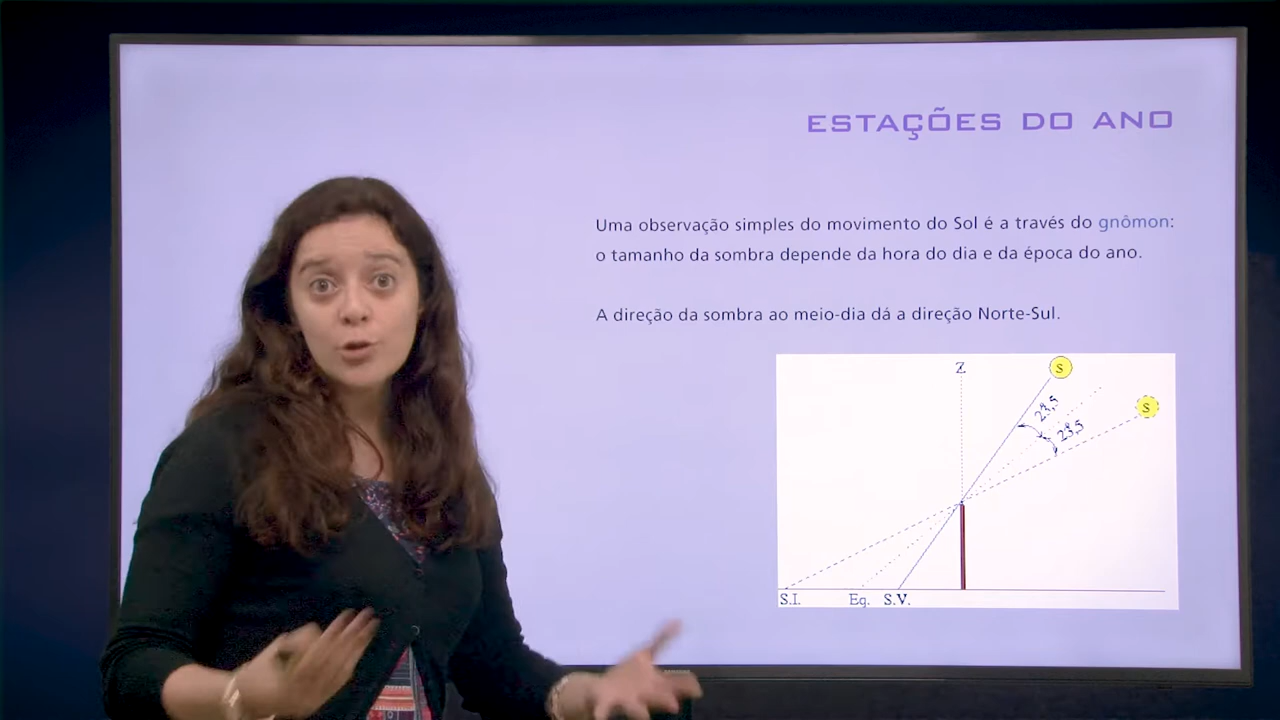 ESTAÇÕES DO ANO
Uma observação simples do movimento do Sol é a través do gnômon:
o tamanho da sombra depende da hora do dia e da época do ano.
A direção da sombra ao meio-dia dá a direção Norte-Sul.
Z
S
S
23,5
23,5
S.I. Eq. S.V.